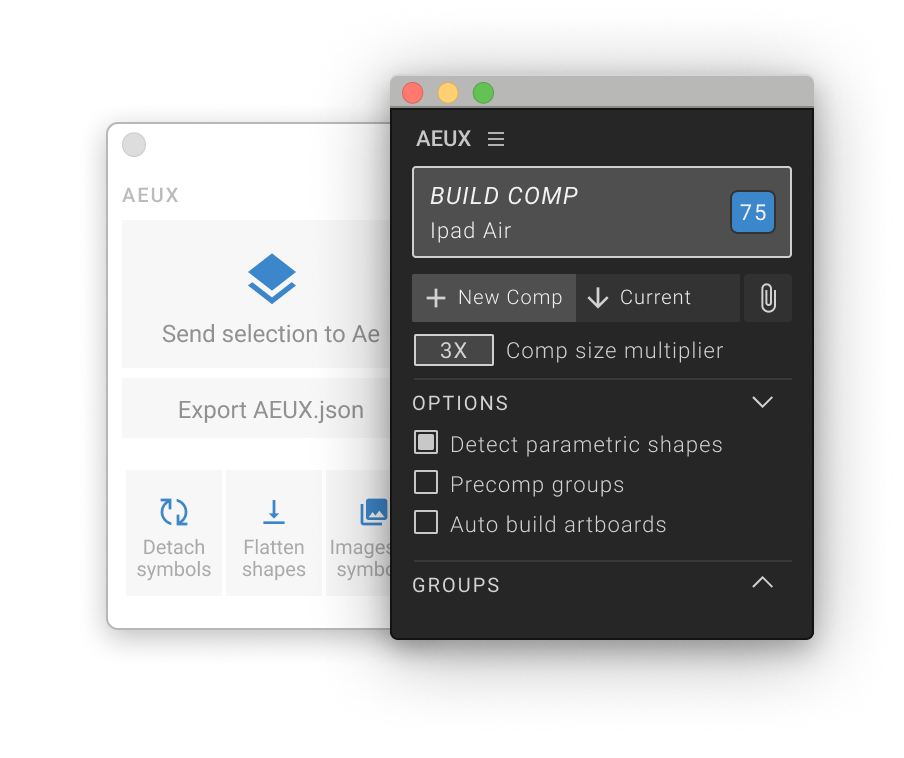 AEUX
Send selection to Ae
Export AEUX.json
Detach
symbols
Flatten
shapes
Images
AEUX
BUILD COMP
Ipad Air
75
New Comp
Current
3X
Comp size multiplier
OPTIONS
Detect parametric shapes
Precomp groups
Auto build artboards
GROUPS